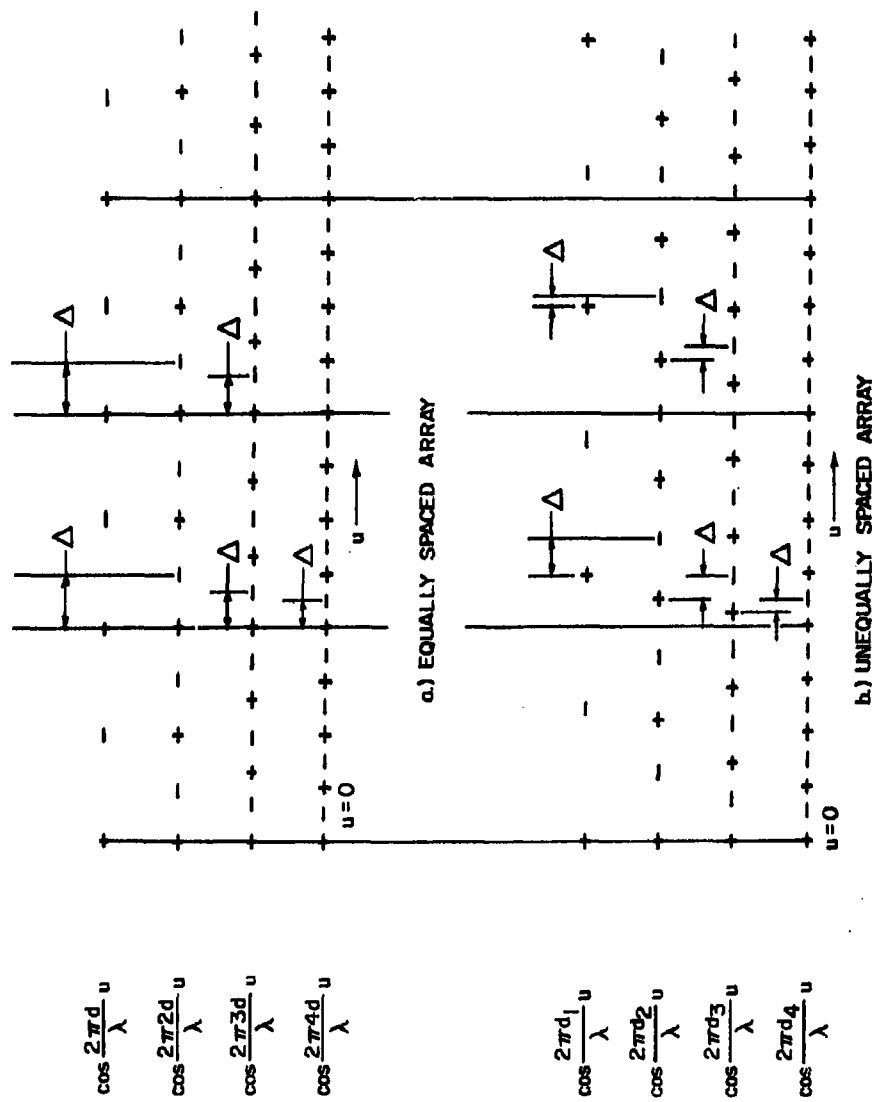 cos 2πd/λ u
cos 2π2d/λ u
cos 2π3d/λ u
cos 2π4d/λ u
Δ
Δ
Δ
Δ
Δ
u = 0
u →
a.) EQUALLY SPACED ARRAY
cos 2πd₁/λ u
cos 2πd₂/λ u
cos 2πd₃/λ u
cos 2πd₄/λ u
Δ
Δ
Δ
Δ
Δ
u=0
u →
b.) UNEQUALLY SPACED ARRAY